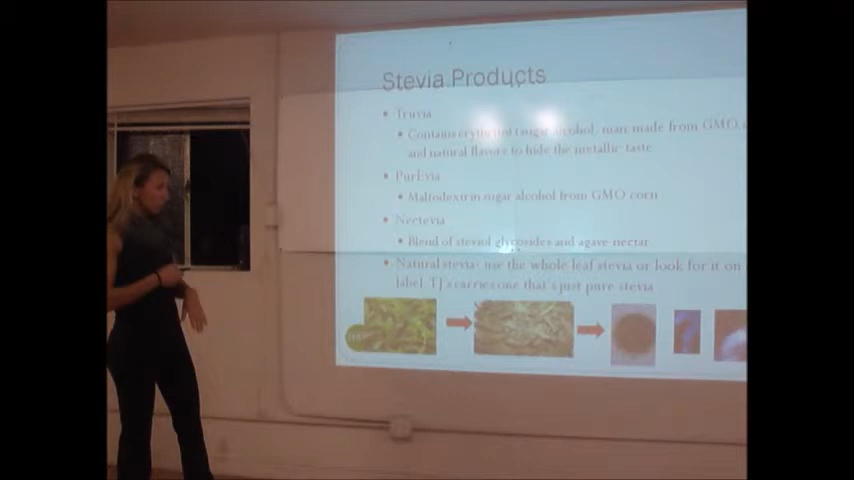 Stevia Products
• Truvia
• Contains erythritol (sugar alcohol, man made from GMO
and natural flavors to hide the metallic taste
• PurEvia
• Maltodextrin sugar alcohol from GMO corn
• Nectevia
• Blend of steviol glycosides and agave nectar
• Natural stevia- use the whole leaf stevia or look for it on
label. TJ's carries one that's just pure stevia